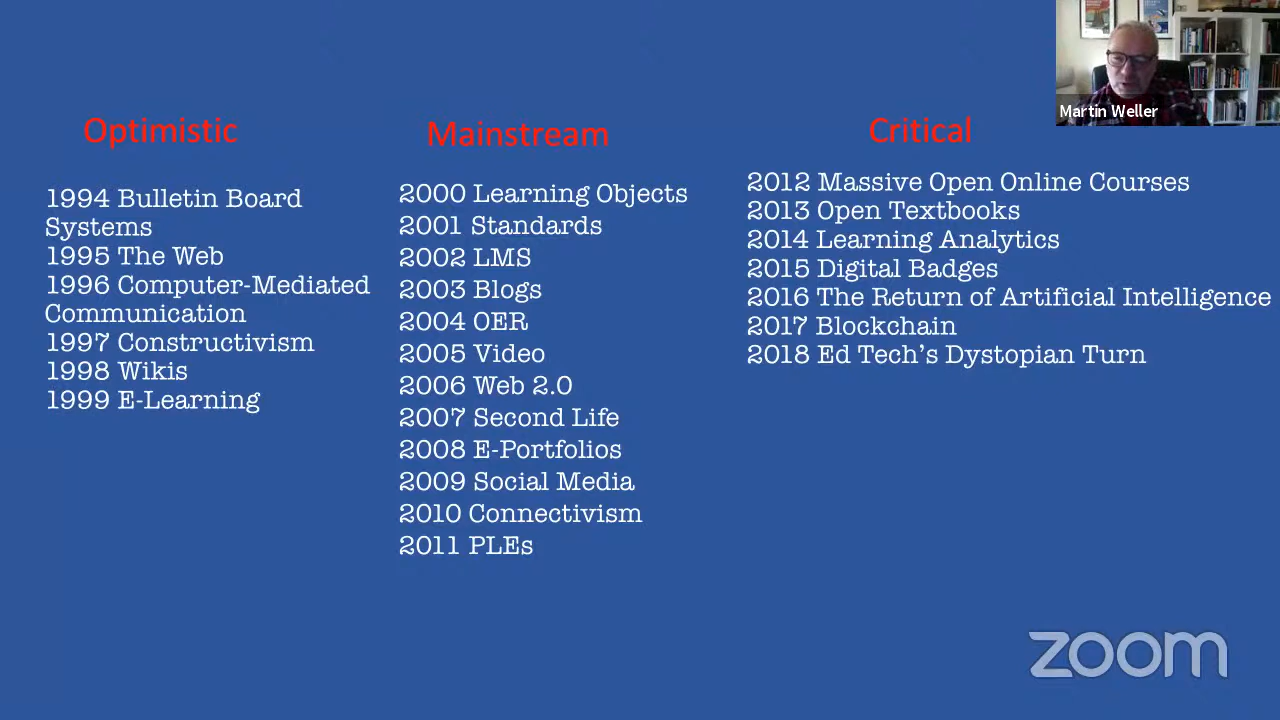 Martin Weller
Optimistic
1994 Bulletin Board
Systems
1995 The Web
1996 Computer-Mediated
Communication
1997 Constructivism
1998 Wikis
1999 E-Learning
Mainstream
2000 Learning Objects
2001 Standards
2002 LMS
2003 Blogs
2004 OER
2005 Video
2006 Web 2.0
2007 Second Life
2008 E-Portfolios
2009 Social Media
2010 Connectivism
2011 PLEs
Critical
2012 Massive Open Online Courses
2013 Open Textbooks
2014 Learning Analytics
2015 Digital Badges
2016 The Return of Artificial Intelligence
2017 Blockchain
2018 Ed Tech's Dystopian Turn
zoom